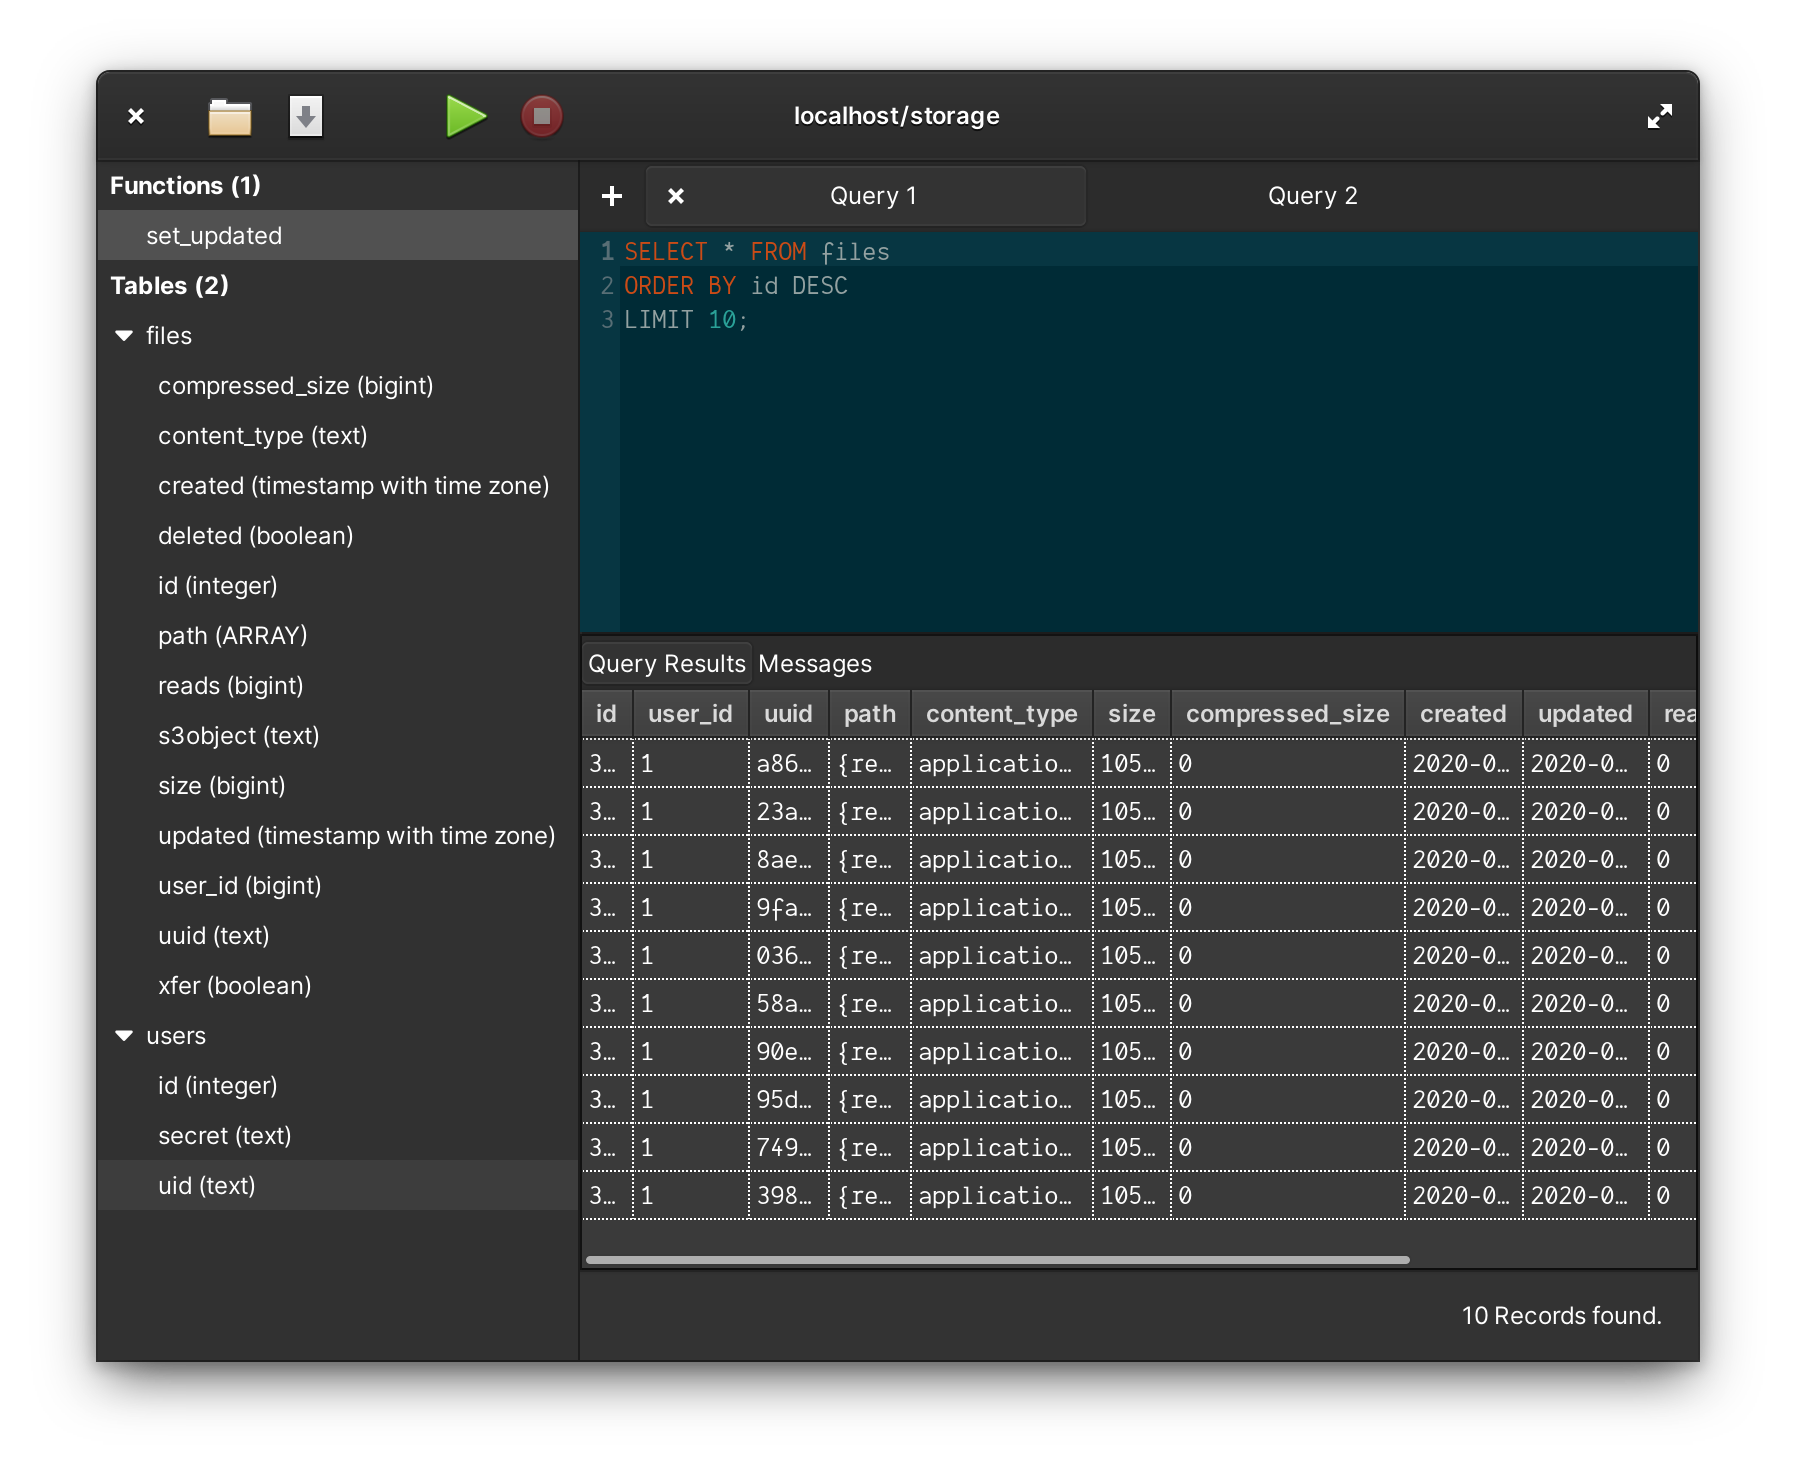 localhost/storage
Functions (1)
set_updated
Tables (2)
files
compressed_size (bigint)
content_type (text)
created (timestamp with time zone)
deleted (boolean)
id (integer)
path (ARRAY)
reads (bigint)
s3object (text)
size (bigint)
updated (timestamp with time zone)
user_id (bigint)
uuid (text)
xfer (boolean)
users
id (integer)
secret (text)
uid (text)
Query 1 Query 2
1 SELECT * FROM files
2 ORDER BY id DESC
3 LIMIT 10;
Query Results Messages
id user_id uuid path content_type size compressed_size created updated rea
3… 1 a86… {re… applicatio… 105… 0 2020-0… 2020-0… 0
3… 1 23a… {re… applicatio… 105… 0 2020-0… 2020-0… 0
3… 1 8ae… {re… applicatio… 105… 0 2020-0… 2020-0… 0
3… 1 9fa… {re… applicatio… 105… 0 2020-0… 2020-0… 0
3… 1 036… {re… applicatio… 105… 0 2020-0… 2020-0… 0
3… 1 58a… {re… applicatio… 105… 0 2020-0… 2020-0… 0
3… 1 90e… {re… applicatio… 105… 0 2020-0… 2020-0… 0
3… 1 95d… {re… applicatio… 105… 0 2020-0… 2020-0… 0
3… 1 749… {re… applicatio… 105… 0 2020-0… 2020-0… 0
3… 1 398… {re… applicatio… 105… 0 2020-0… 2020-0… 0
10 Records found.